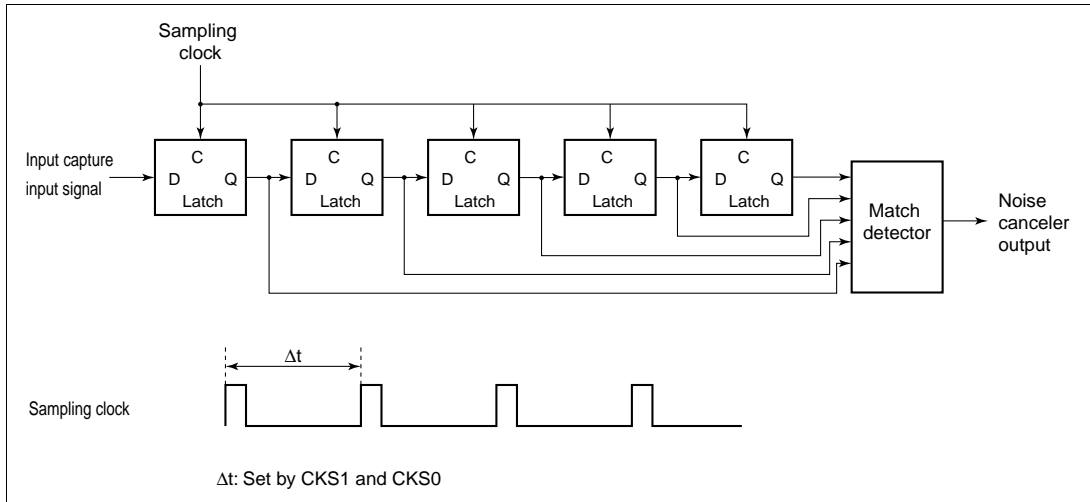 Sampling
clock
Input capture
input signal
C
D Q
Latch
C
D Q
Latch
C
D Q
Latch
C
D Q
Latch
C
D Q
Latch
Match
detector
Noise
canceler
output
Δt
Sampling clock
Δt: Set by CKS1 and CKS0